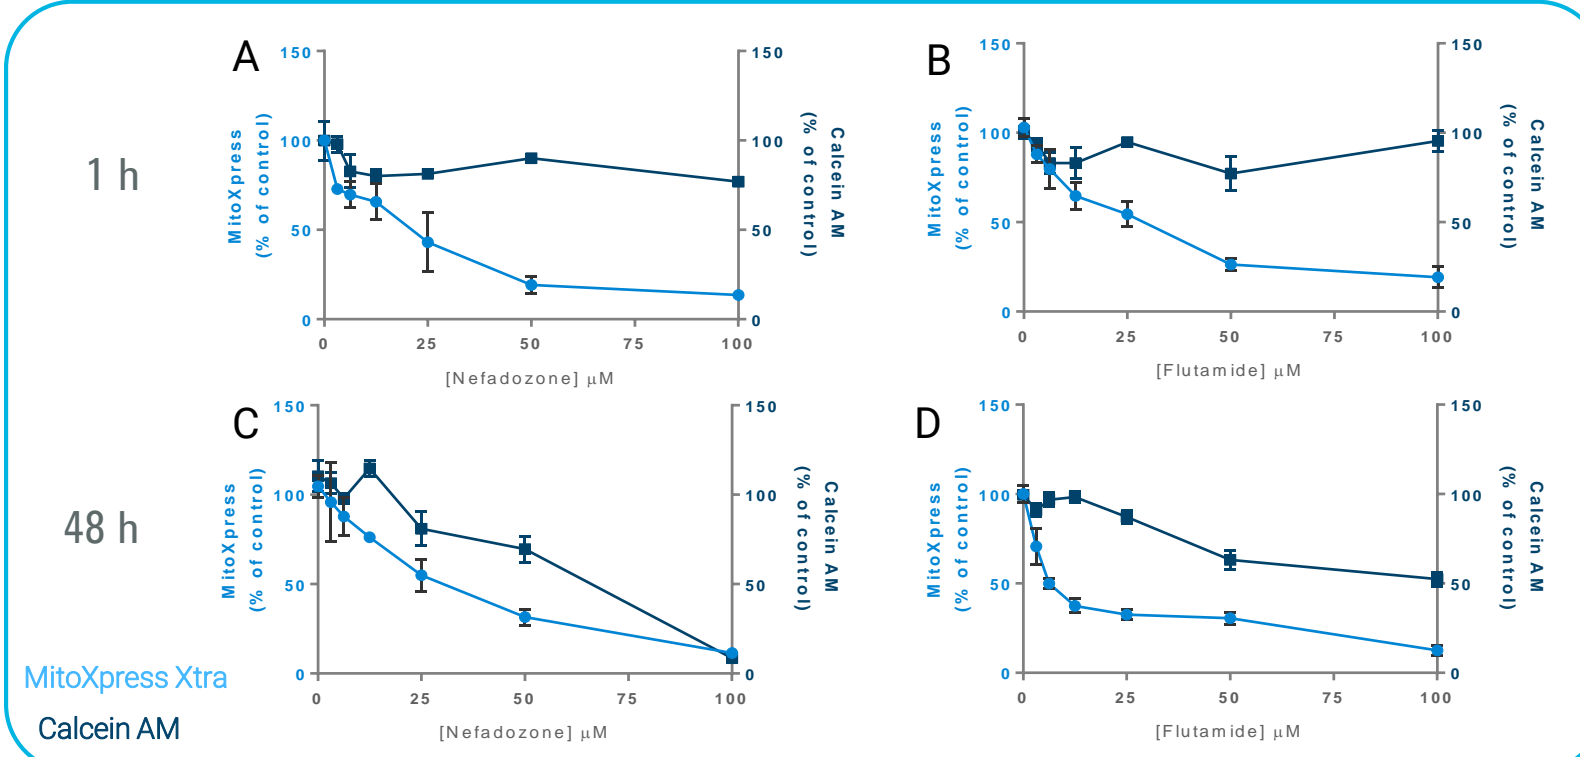 A
150
100
50
0
MitoXpress
(% of control)
150
100
50
0
Calcein AM
(% of control)
0 25 50 75 100
[Nefadozone] μM
B
150
100
50
0
MitoXpress
(% of control)
150
100
50
0
Calcein AM
(% of control)
0 25 50 75 100
[Flutamide] μM
1 h
C
150
100
50
0
MitoXpress
(% of control)
150
100
50
0
Calcein AM
(% of control)
0 25 50 75 100
[Nefadozone] μM
D
150
100
50
0
MitoXpress
(% of control)
150
100
50
0
Calcein AM
(% of control)
0 25 50 75 100
[Flutamide] μM
48 h
MitoXpress Xtra
Calcein AM